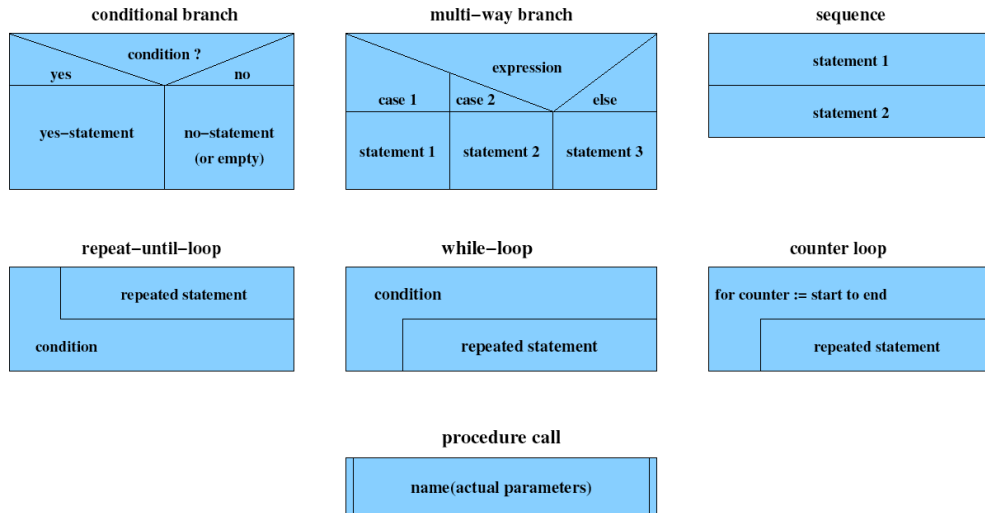 conditional branch
condition ?
yes
no
yes−statement
no−statement
(or empty)
multi−way branch
expression
case 1
case 2
else
statement 1
statement 2
statement 3
sequence
statement 1
statement 2
repeat−until−loop
repeated statement
condition
while−loop
condition
repeated statement
counter loop
for counter := start to end
repeated statement
procedure call
name(actual parameters)